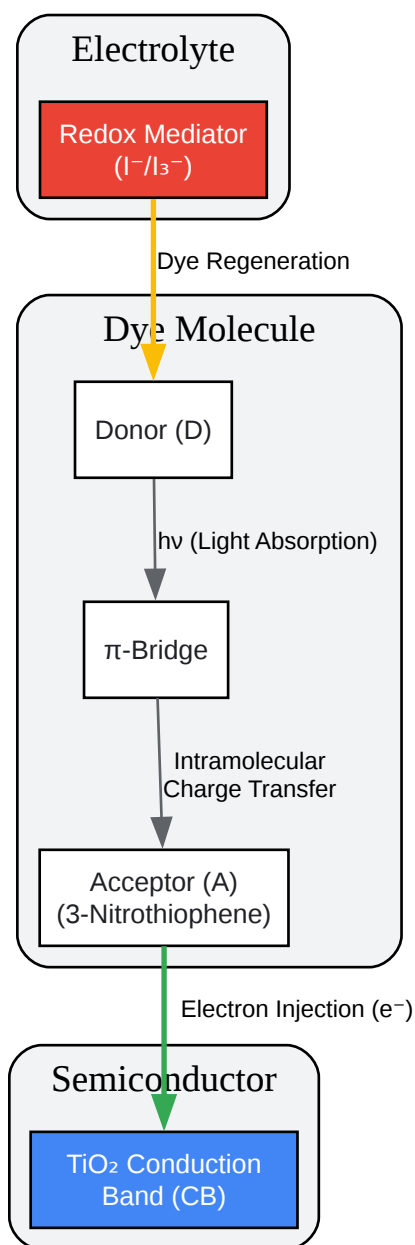 Electrolyte
Redox Mediator
(I⁻/I₃⁻)
Dye Regeneration
Dye Molecule
Donor (D)
hν (Light Absorption)
π-Bridge
Intramolecular
Charge Transfer
Acceptor (A)
(3-Nitrothiophene)
Electron Injection (e⁻)
Semiconductor
TiO₂ Conduction
Band (CB)